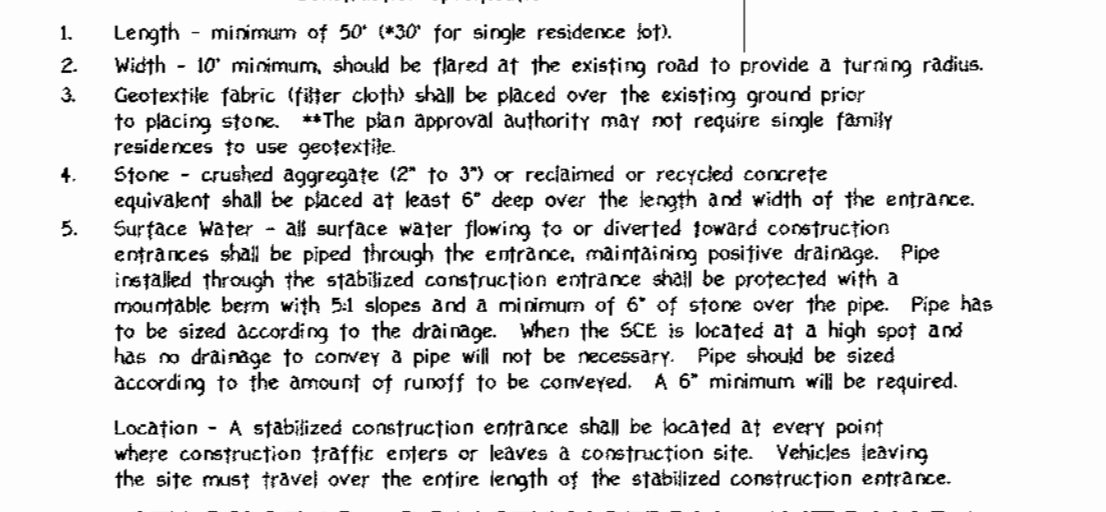 1. Length - minimum of 50' (*30' for single residence lot).
2. Width - 10' minimum, should be flared at the existing road to provide a turning radius.
3. Geotextile fabric (filter cloth) shall be placed over the existing ground prior
to placing stone. **The plan approval authority may not require single family
residences to use geotextile.
4. Stone - crushed aggregate (2" to 3") or reclaimed or recycled concrete
equivalent shall be placed at least 6" deep over the length and width of the entrance.
5. Surface Water - all surface water flowing to or diverted toward construction
entrances shall be piped through the entrance, maintaining positive drainage. Pipe
installed through the stabilized construction entrance shall be protected with a
mountable berm with 5:1 slopes and a minimum of 6" of stone over the pipe. Pipe has
to be sized according to the drainage. When the SCE is located at a high spot and
has no drainage to convey a pipe will not be necessary. Pipe should be sized
according to the amount of runoff to be conveyed. A 6" minimum will be required.
Location - A stabilized construction entrance shall be located at every point
where construction traffic enters or leaves a construction site. Vehicles leaving
the site must travel over the entire length of the stabilized construction entrance.